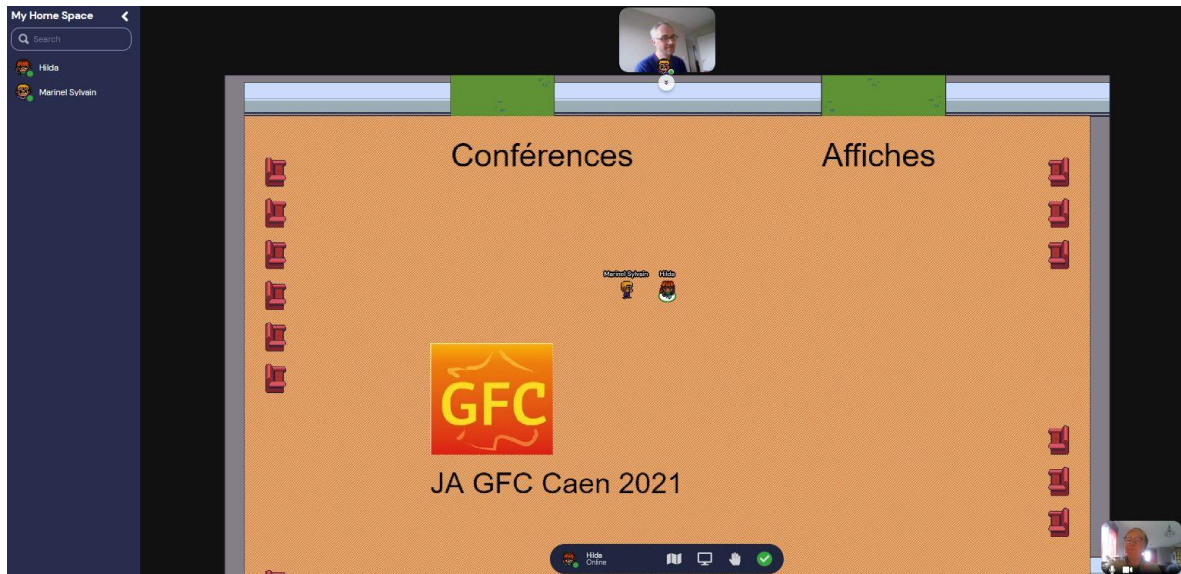 My Home Space
Search
Hilda
Marinel Sylvain
Conférences
Affiches
Marinel Sylvain
Hilda
GFC
JA GFC Caen 2021
Hilda
Online